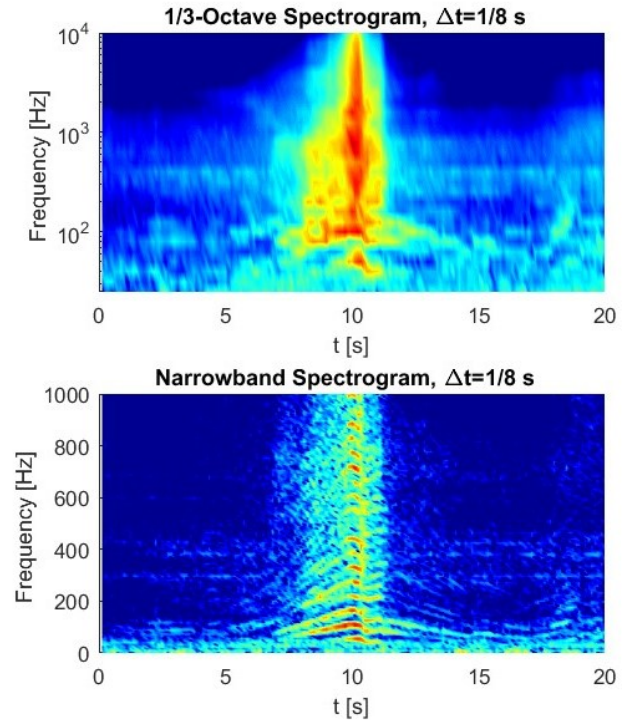 1/3-Octave Spectrogram, Δt=1/8 s
10⁴
10³
10²
Frequency [Hz]
0 5 10 15 20
t [s]
Narrowband Spectrogram, Δt=1/8 s
1000
800
600
400
200
0
Frequency [Hz]
0 5 10 15 20
t [s]